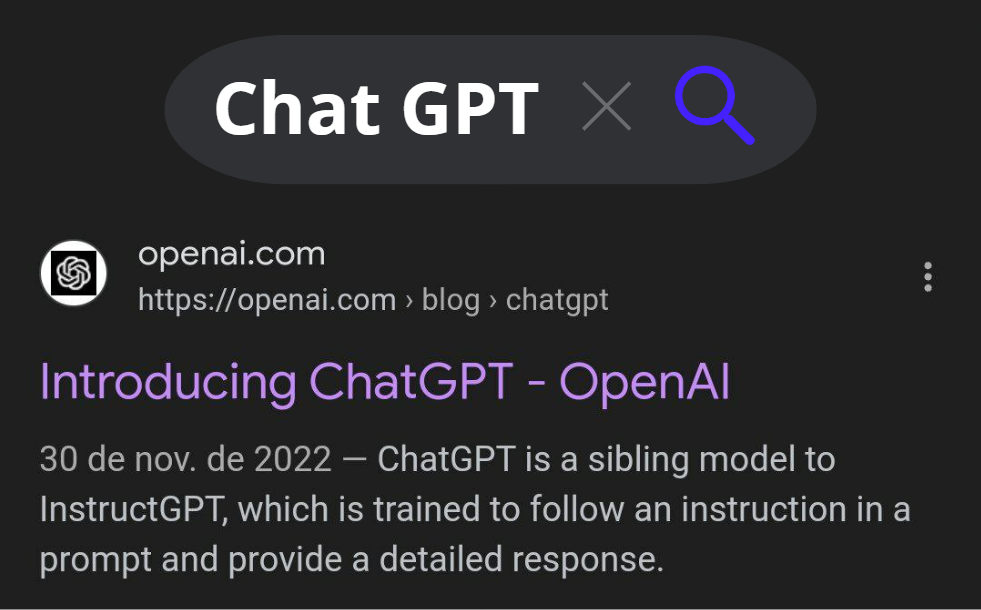 Chat GPT
openai.com
https://openai.com › blog › chatgpt
Introducing ChatGPT - OpenAI
30 de nov. de 2022 — ChatGPT is a sibling model to
InstructGPT, which is trained to follow an instruction in a
prompt and provide a detailed response.